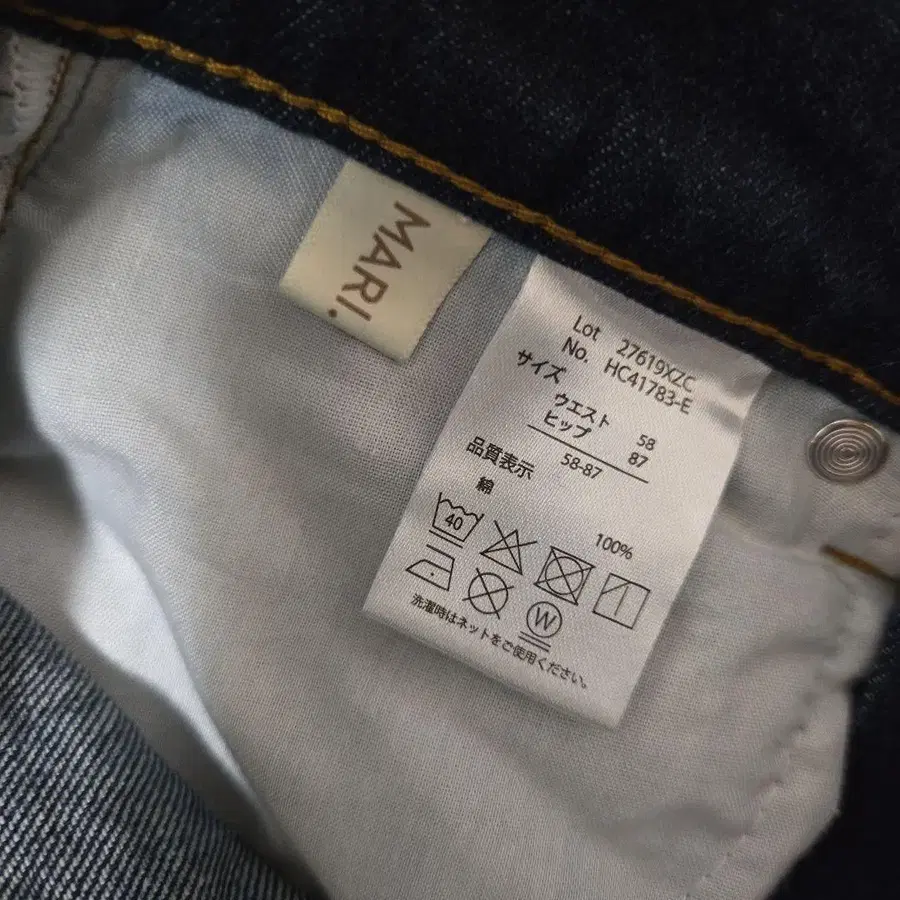 MARI.
Lot 27619XZC
No. HC41783-E
サイズ
ウエスト 58
ヒップ 87
58-87
品質表示
綿 100%
40
W
洗濯時はネットをご使用ください。